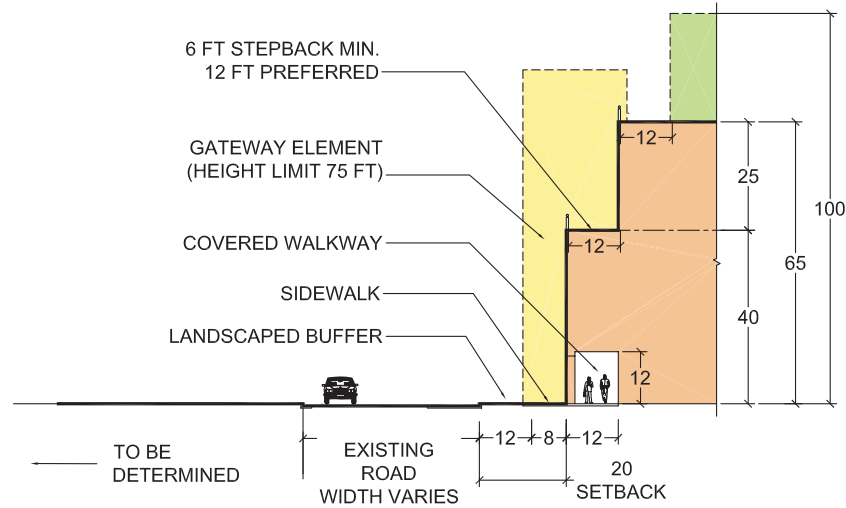 6 FT STEPBACK MIN.
12 FT PREFERRED
GATEWAY ELEMENT
(HEIGHT LIMIT 75 FT)
COVERED WALKWAY
SIDEWALK
LANDSCAPED BUFFER
12
25
100
12
65
40
12
12
8
12
TO BE
DETERMINED
EXISTING
ROAD
WIDTH VARIES
20
SETBACK